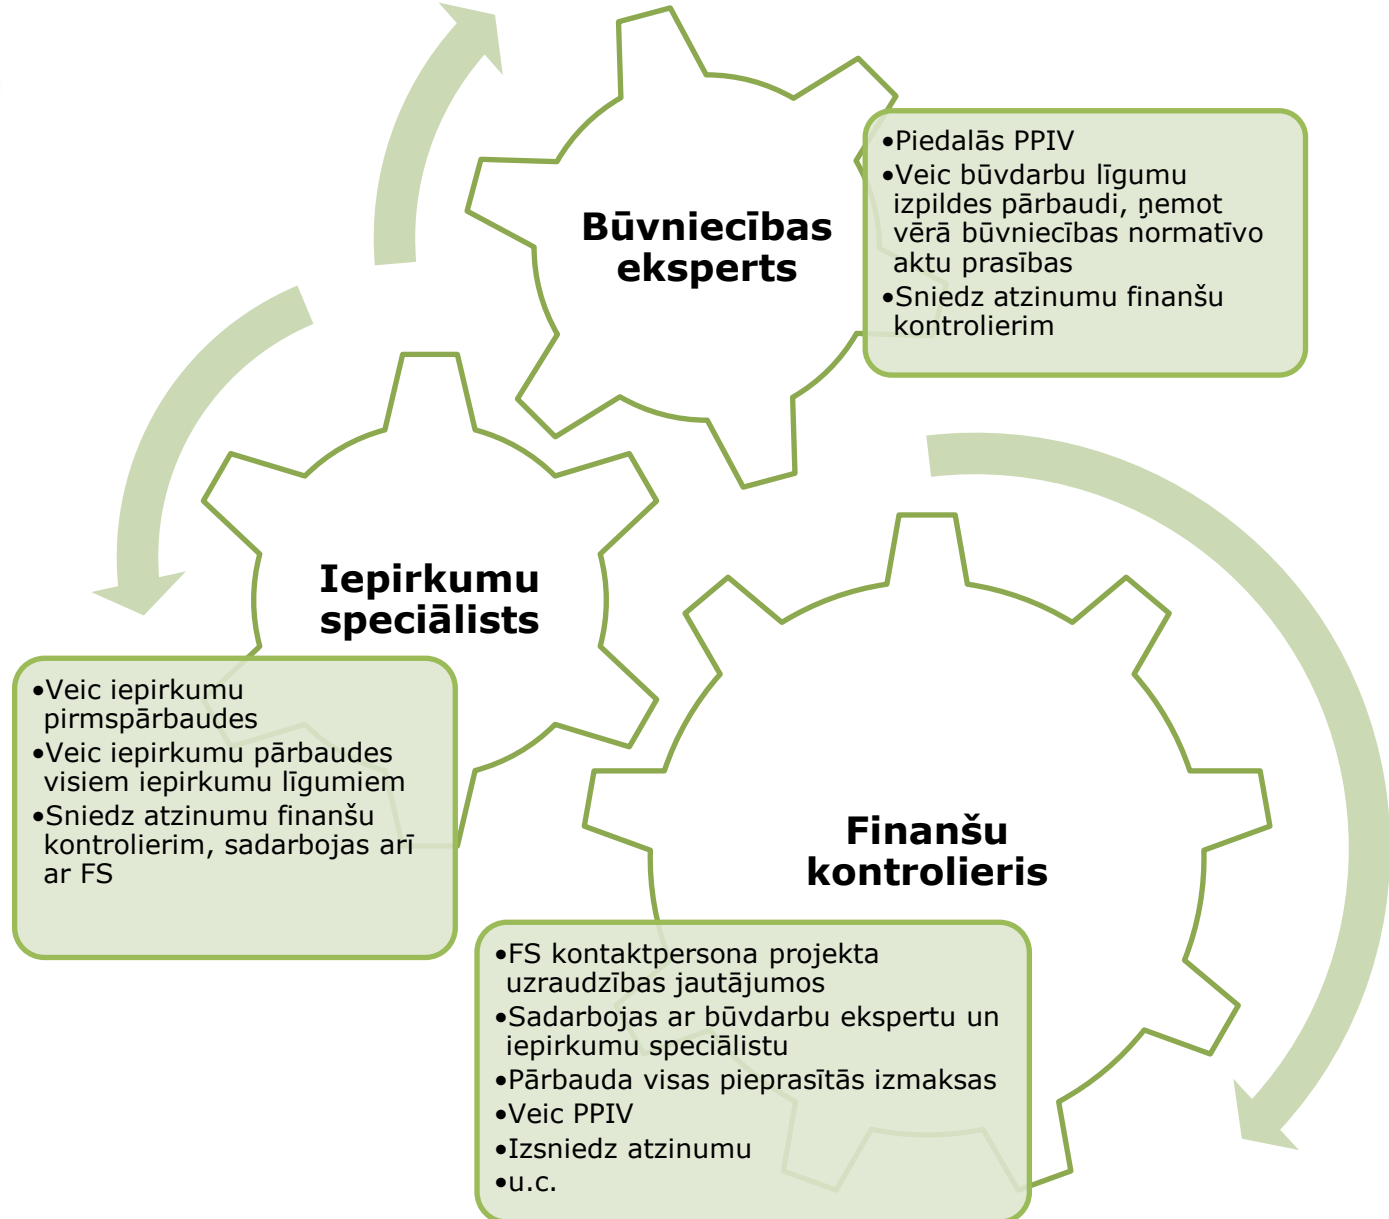 Būvniecības
eksperts
•Piedalās PPIV
•Veic būvdarbu līgumu
izpildes pārbaudi, ņemot
vērā būvniecības normatīvo
aktu prasības
•Sniedz atzinumu finanšu
kontrolierim
Iepirkumu
speciālists
•Veic iepirkumu
pirmspārbaudes
•Veic iepirkumu pārbaudes
visiem iepirkumu līgumiem
•Sniedz atzinumu finanšu
kontrolierim, sadarbojas arī
ar FS
Finanšu
kontrolieris
•FS kontaktpersona projekta
uzraudzības jautājumos
•Sadarbojas ar būvdarbu ekspertu un
iepirkumu speciālistu
•Pārbauda visas pieprasītās izmaksas
•Veic PPIV
•Izsniedz atzinumu
•u.c.